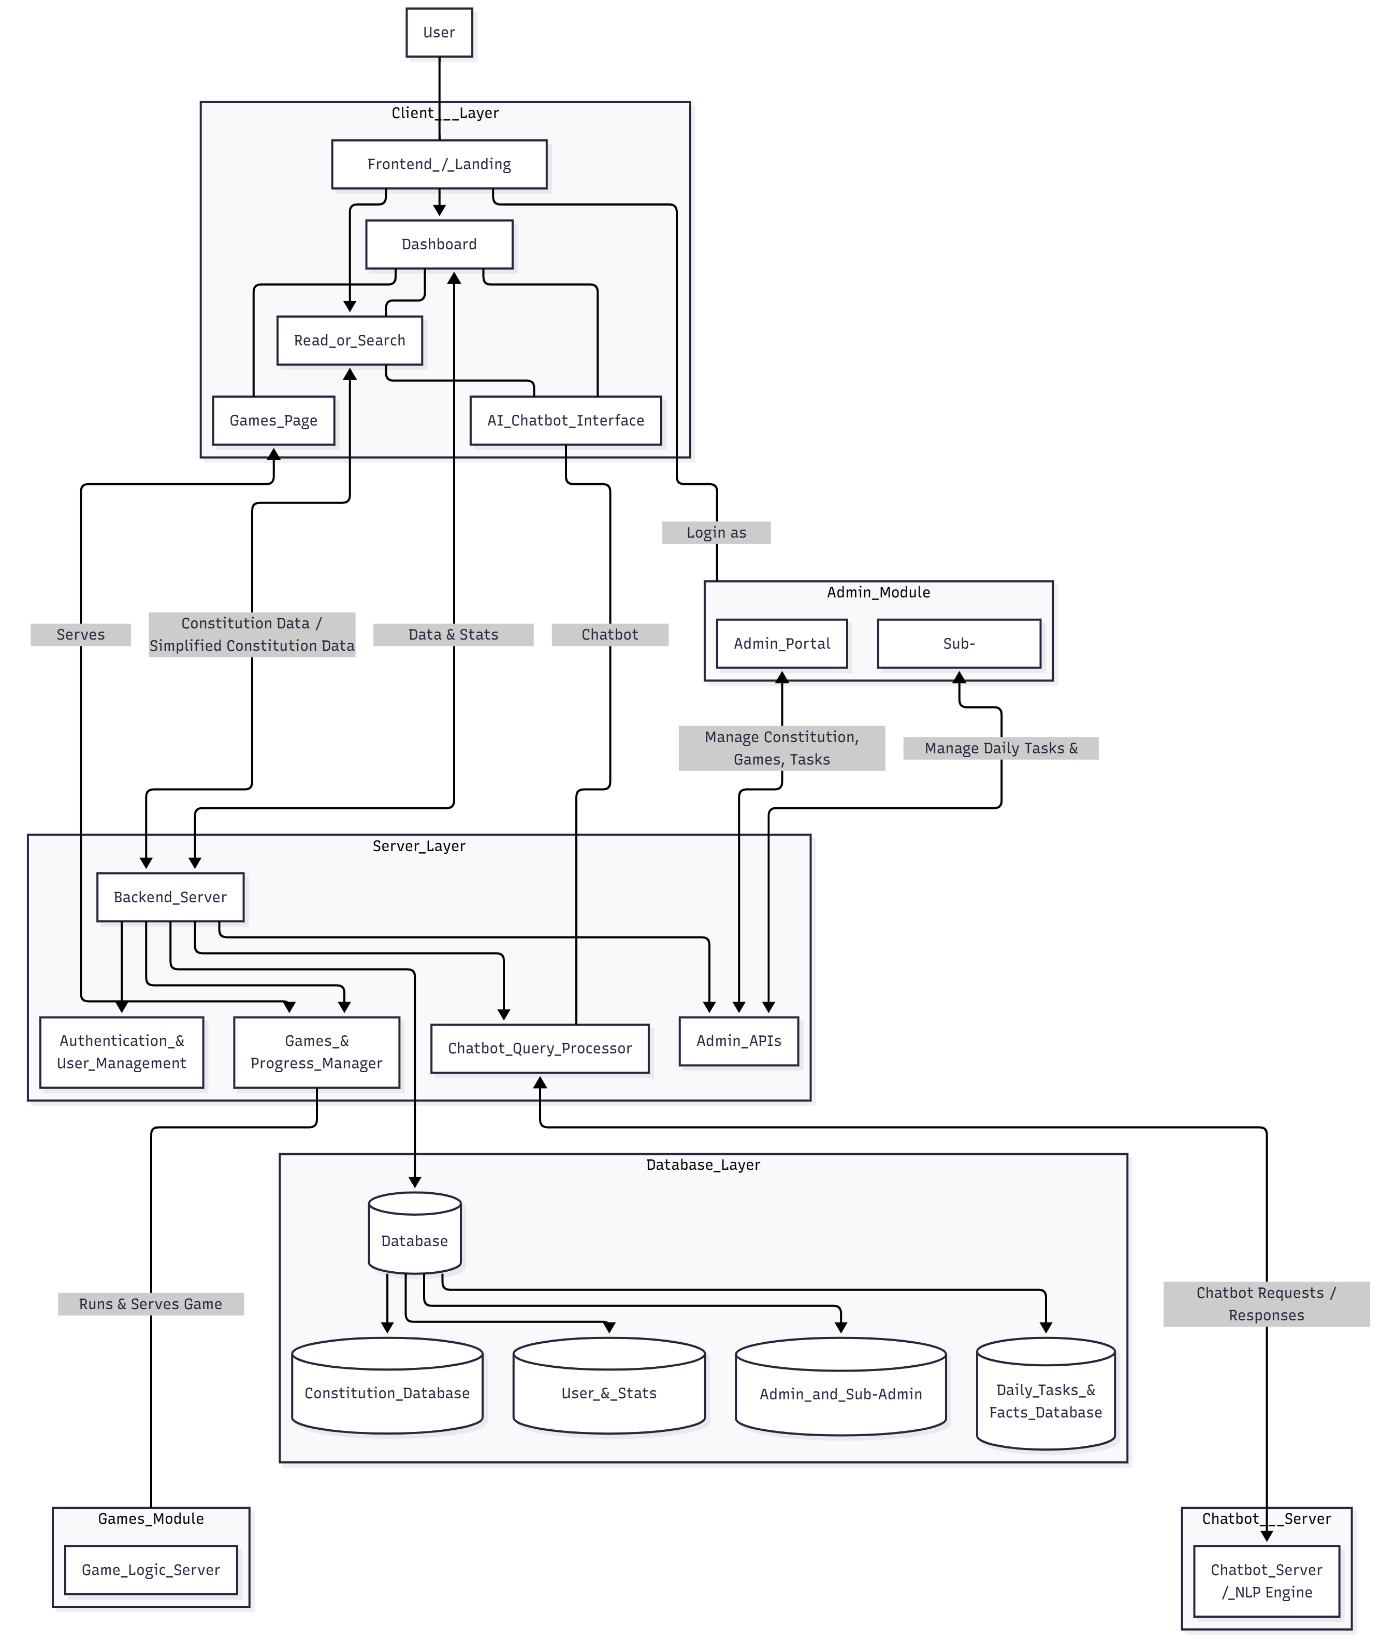 User
Client___Layer
Frontend_/_Landing
Dashboard
Read_or_Search
Games_Page
AI_Chatbot_Interface
Login as
Admin_Module
Admin_Portal
Sub-
Serves
Constitution Data /
Simplified Constitution Data
Data & Stats
Chatbot
Manage Constitution,
Games, Tasks
Manage Daily Tasks &
Server_Layer
Backend_Server
Authentication_&
User_Management
Games_&
Progress_Manager
Chatbot_Query_Processor
Admin_APIs
Database_Layer
Database
Constitution_Database
User_&_Stats
Admin_and_Sub-Admin
Daily_Tasks_&
Facts_Database
Runs & Serves Game
Chatbot Requests /
Responses
Games_Module
Game_Logic_Server
Chatbot___Server
Chatbot_Server
/_NLP Engine